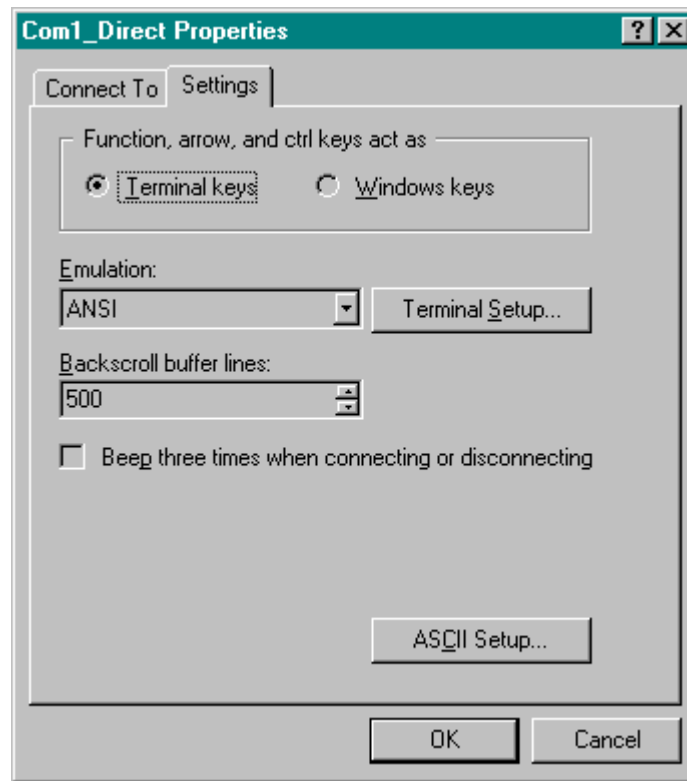 Com1_Direct Properties ? ×
Connect To Settings
Function, arrow, and ctrl keys act as
Terminal keys Windows keys
Emulation:
ANSI Terminal Setup...
Backscroll buffer lines:
500
Beep three times when connecting or disconnecting
ASCII Setup...
OK Cancel